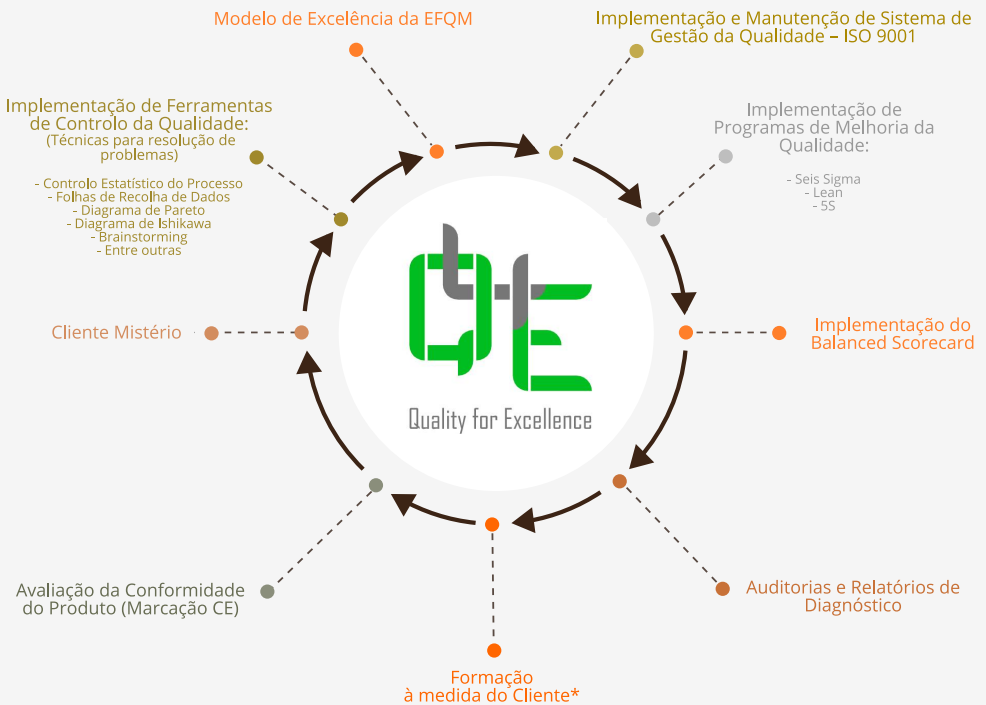 Modelo de Excelência da EFQM
Implementação e Manutenção de Sistema de
Gestão da Qualidade – ISO 9001
Implementação de
Programas de Melhoria da
Qualidade:
- Seis Sigma
- Lean
- 5S
Implementação do
Balanced Scorecard
Auditorias e Relatórios de
Diagnóstico
Formação
à medida do Cliente*
Avaliação da Conformidade
do Produto (Marcação CE)
Cliente Mistério
Implementação de Ferramentas
de Controlo da Qualidade:
(Técnicas para resolução de
problemas)
- Controlo Estatístico do Processo
- Folhas de Recolha de Dados
- Diagrama de Pareto
- Diagrama de Ishikawa
- Brainstorming
- Entre outras
Q4E
Quality for Excellence